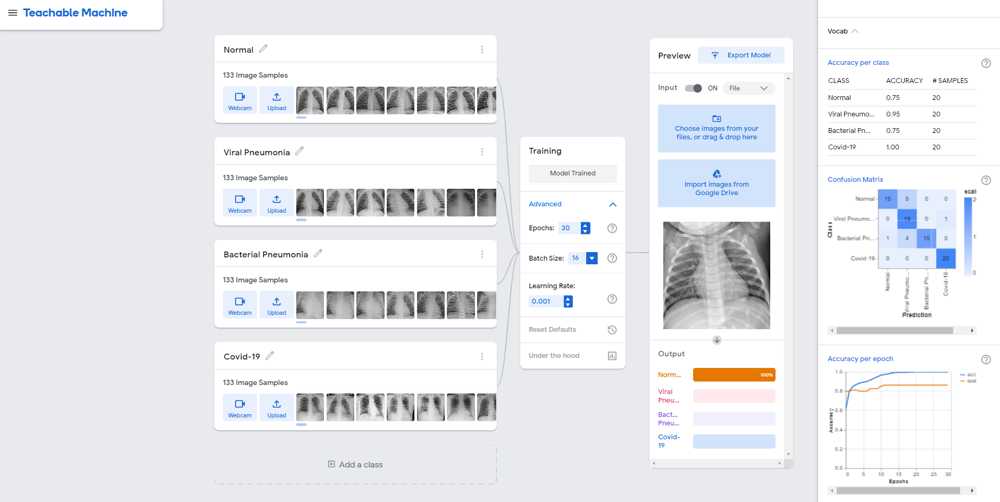 Teachable Machine
Normal
133 Image Samples
Webcam
Upload
Viral Pneumonia
133 Image Samples
Webcam
Upload
Bacterial Pneumonia
133 Image Samples
Webcam
Upload
Covid-19
133 Image Samples
Webcam
Upload
Add a class
Training
Model Trained
Advanced
Epochs: 30
Batch Size: 16
Learning Rate:
0.001
Reset Defaults
Under the hood
Preview
Export Model
Input ON File
Choose images from your
files, or drag & drop here
Import images from
Google Drive
Output
Norm... 100%
Viral
Pneu...
Bact...
Pneu...
Covid-
19
Vocab
Accuracy per class
CLASS ACCURACY # SAMPLES
Normal 0.75 20
Viral Pneumo... 0.95 20
Bacterial Pn... 0.75 20
Covid-19 1.00 20
Confusion Matrix
Class
Normal 15 5 0 0
Viral Pneumo... 0 19 0 1
Bacterial Pn... 1 4 15 0
Covid-19 0 0 0 20
Normal
Viral Pneumo...
Bacterial Pn...
Covid-19
Prediction
Accuracy per epoch
Accuracy
1.0
0.8
0.6
0.4
0.2
0.0
0 5 10 15 20 25 30
Epochs
acc
test